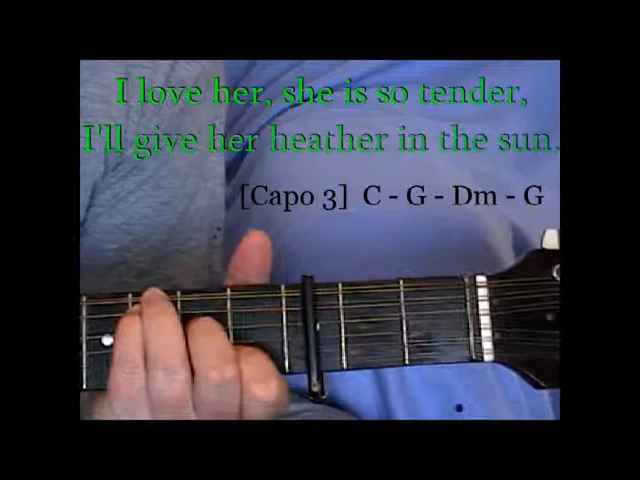 I love her, she is so tender,
I'll give her heather in the sun.
[Capo 3] C - G - Dm - G